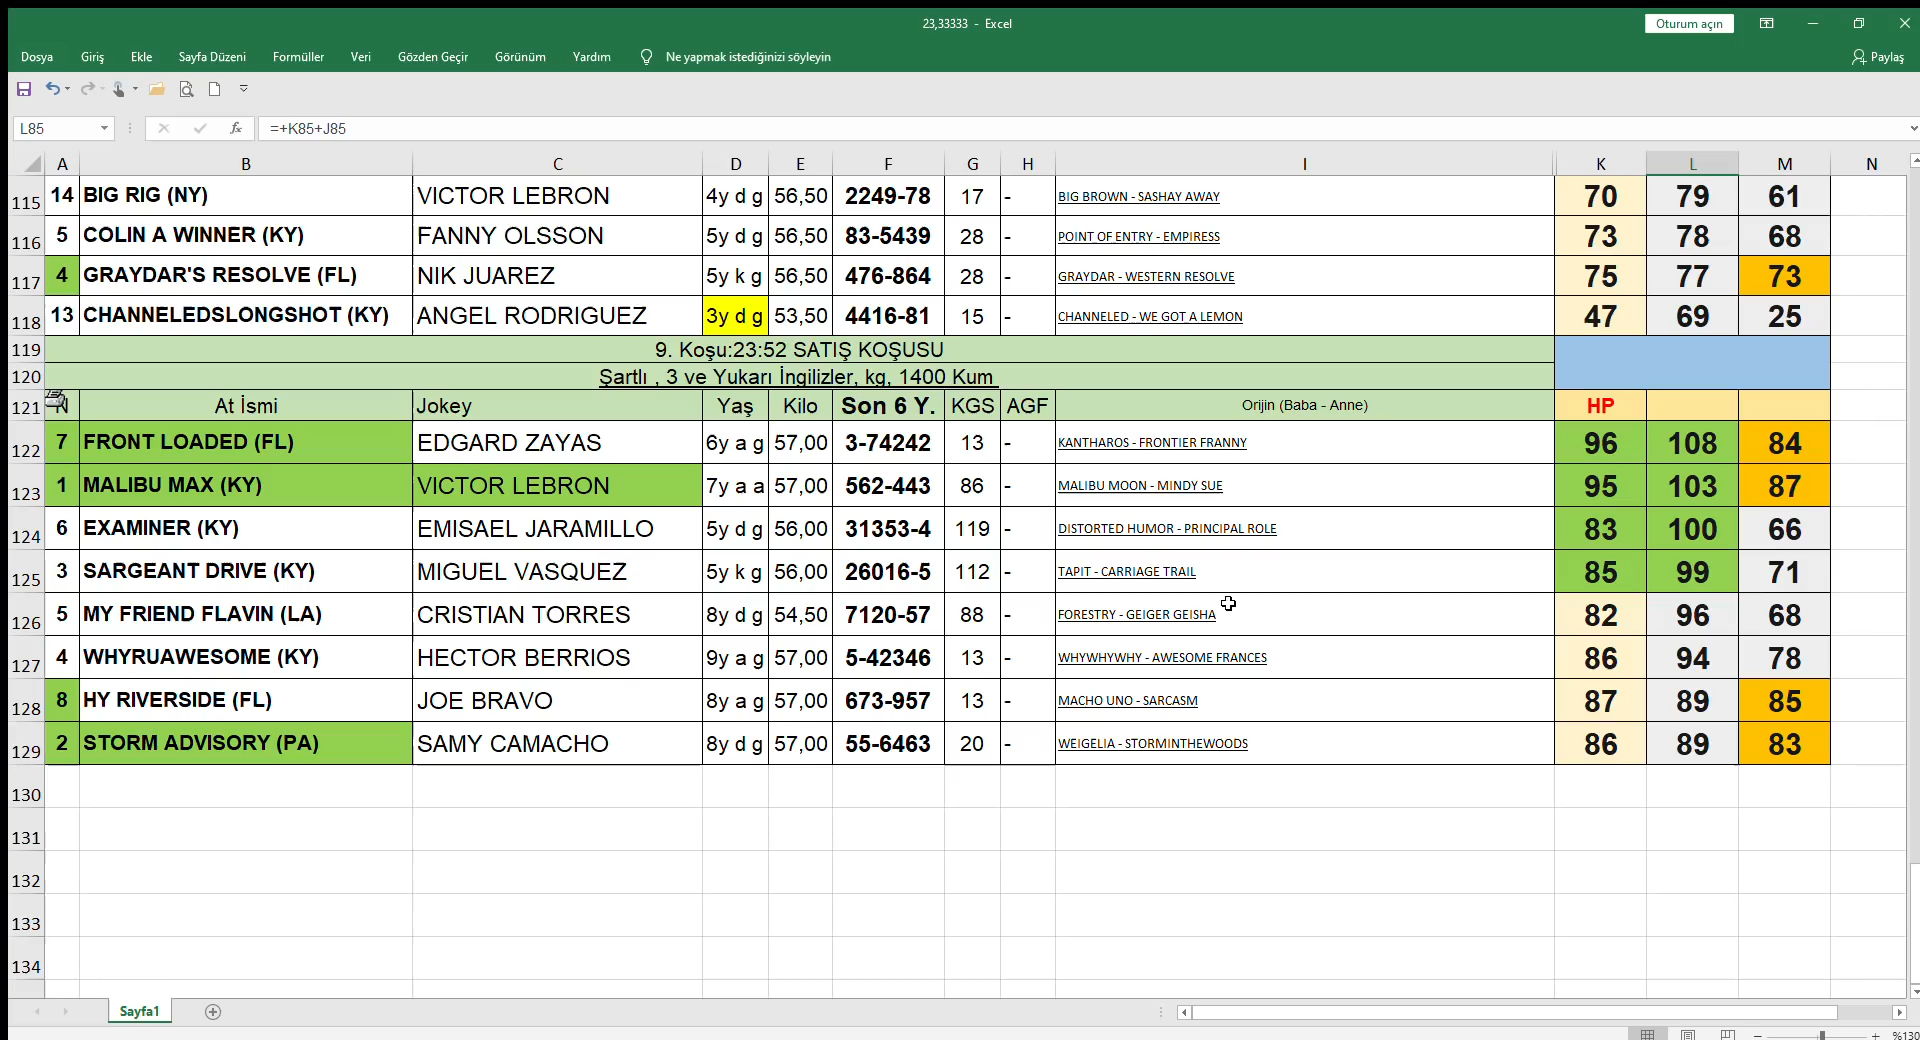 23,33333 - Excel
Oturum açın
Dosya Giriş Ekle Sayfa Düzeni Formüller Veri Gözden Geçir Görünüm Yardım Ne yapmak istediğinizi söyleyin Paylaş
L85 fx =+K85+J85
A B C D E F G H I K L M N
115 14 BIG RIG (NY) VICTOR LEBRON 4y d g 56,50 2249-78 17 - BIG BROWN - SASHAY AWAY 70 79 61
116 5 COLIN A WINNER (KY) FANNY OLSSON 5y d g 56,50 83-5439 28 - POINT OF ENTRY - EMPIRESS 73 78 68
117 4 GRAYDAR'S RESOLVE (FL) NIK JUAREZ 5y k g 56,50 476-864 28 - GRAYDAR - WESTERN RESOLVE 75 77 73
118 13 CHANNELEDSLONGSHOT (KY) ANGEL RODRIGUEZ 3y d g 53,50 4416-81 15 - CHANNELED - WE GOT A LEMON 47 69 25
119 9. Koşu:23:52 SATIŞ KOŞUSU
120 Şartlı , 3 ve Yukarı İngilizler, kg, 1400 Kum
121 N At İsmi Jokey Yaş Kilo Son 6 Y. KGS AGF Orijin (Baba - Anne) HP
122 7 FRONT LOADED (FL) EDGARD ZAYAS 6y a g 57,00 3-74242 13 - KANTHAROS - FRONTIER FRANNY 96 108 84
123 1 MALIBU MAX (KY) VICTOR LEBRON 7y a a 57,00 562-443 86 - MALIBU MOON - MINDY SUE 95 103 87
124 6 EXAMINER (KY) EMISAEL JARAMILLO 5y d g 56,00 31353-4 119 - DISTORTED HUMOR - PRINCIPAL ROLE 83 100 66
125 3 SARGEANT DRIVE (KY) MIGUEL VASQUEZ 5y k g 56,00 26016-5 112 - TAPIT - CARRIAGE TRAIL 85 99 71
126 5 MY FRIEND FLAVIN (LA) CRISTIAN TORRES 8y d g 54,50 7120-57 88 - FORESTRY - GEIGER GEISHA 82 96 68
127 4 WHYRUAWESOME (KY) HECTOR BERRIOS 9y a g 57,00 5-42346 13 - WHYWHYWHY - AWESOME FRANCES 86 94 78
128 8 HY RIVERSIDE (FL) JOE BRAVO 8y a g 57,00 673-957 13 - MACHO UNO - SARCASM 87 89 85
129 2 STORM ADVISORY (PA) SAMY CAMACHO 8y d g 57,00 55-6463 20 - WEIGELIA - STORMINTHEWOODS 86 89 83
130
131
132
133
134
Sayfa1
%130